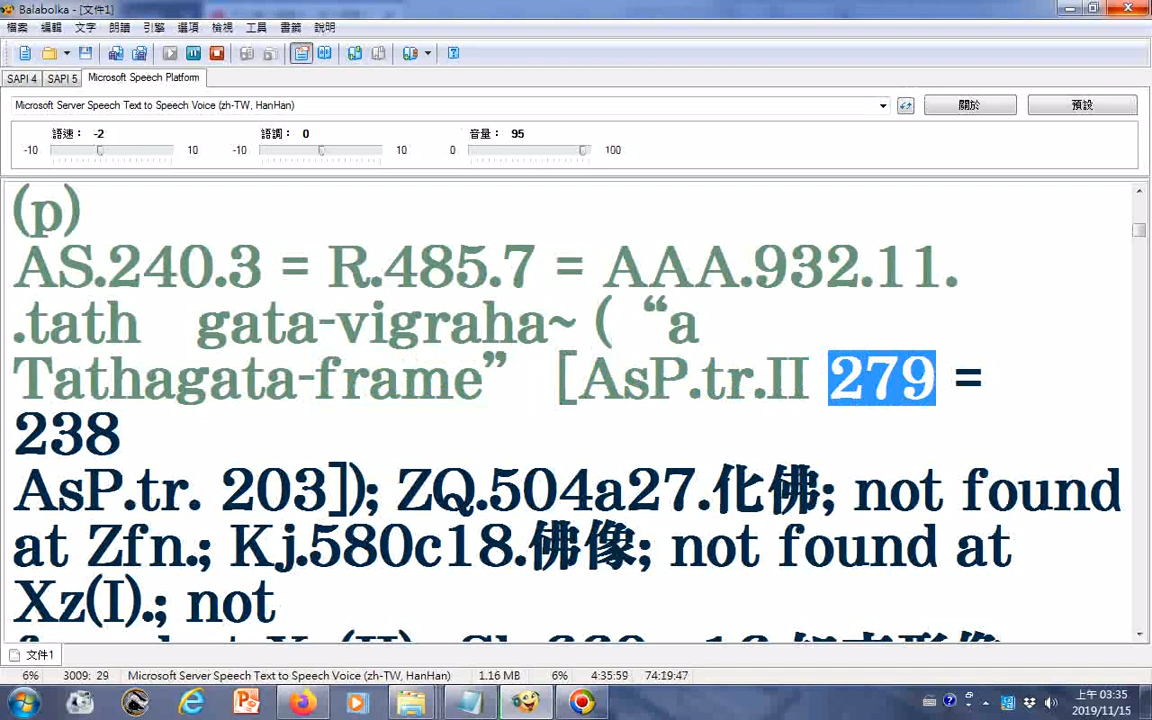 Balabolka - [文件1]
檔案 編輯 文字 朗讀 引擎 選項 檢視 工具 書籤 說明
SAPI 4 SAPI 5 Microsoft Speech Platform
Microsoft Server Speech Text to Speech Voice (zh-TW, HanHan) 關於 預設
語速： -2 語調： 0 音量： 95
-10 10 -10 10 0 100
(p)
AS.240.3 = R.485.7 = AAA.932.11.
.tath gata-vigraha~ (“a
Tathagata-frame” [AsP.tr.II 279 =
238
AsP.tr. 203]); ZQ.504a27.化佛; not found
at Zfn.; Kj.580c18.佛像; not found at
Xz(I).; not
文件1
6% 3009: 29 Microsoft Server Speech Text to Speech Voice (zh-TW, HanHan) 1.16 MB 6% 4:35:59 74:19:47
上午 03:35
2019/11/15